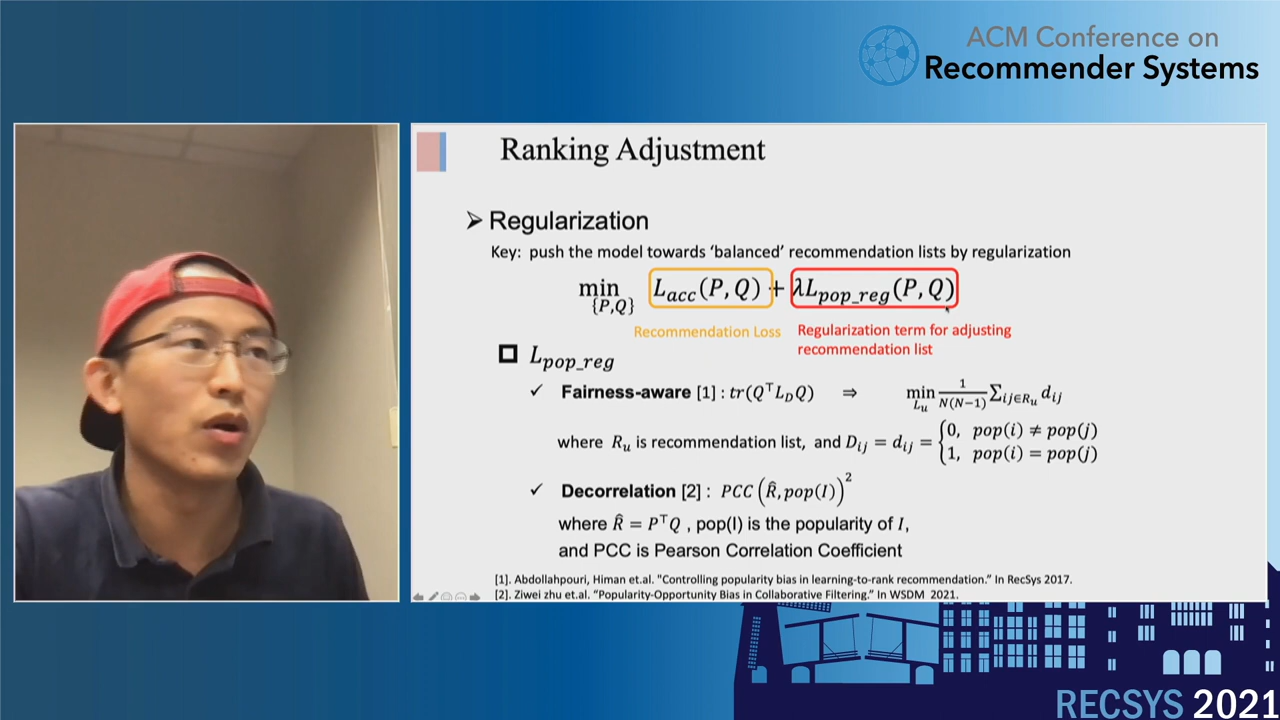 ACM Conference on
Recommender Systems
Ranking Adjustment
➢ Regularization
Key: push the model towards ‘balanced’ recommendation lists by regularization
min_{P,Q} L_acc(P, Q) + λL_pop_reg(P, Q)
Recommendation Loss
Regularization term for adjusting
recommendation list
❑ L_pop_reg
✓ Fairness-aware [1] : tr(Q^⊤ L_D Q) ⇒ min_{L_u} 1/N(N−1) ∑_{ij∈R_u} d_ij
where R_u is recommendation list, and D_ij = d_ij = {0, pop(i) ≠ pop(j)
1, pop(i) = pop(j)
✓ Decorrelation [2] : PCC(R̂, pop(I))^2
where R̂ = P^⊤Q , pop(I) is the popularity of I,
and PCC is Pearson Correlation Coefficient
[1]. Abdollahpouri, Himan et.al. "Controlling popularity bias in learning-to-rank recommendation.” In RecSys 2017.
[2]. Ziwei zhu et.al. “Popularity-Opportunity Bias in Collaborative Filtering.” In WSDM 2021.
RECSYS 2021